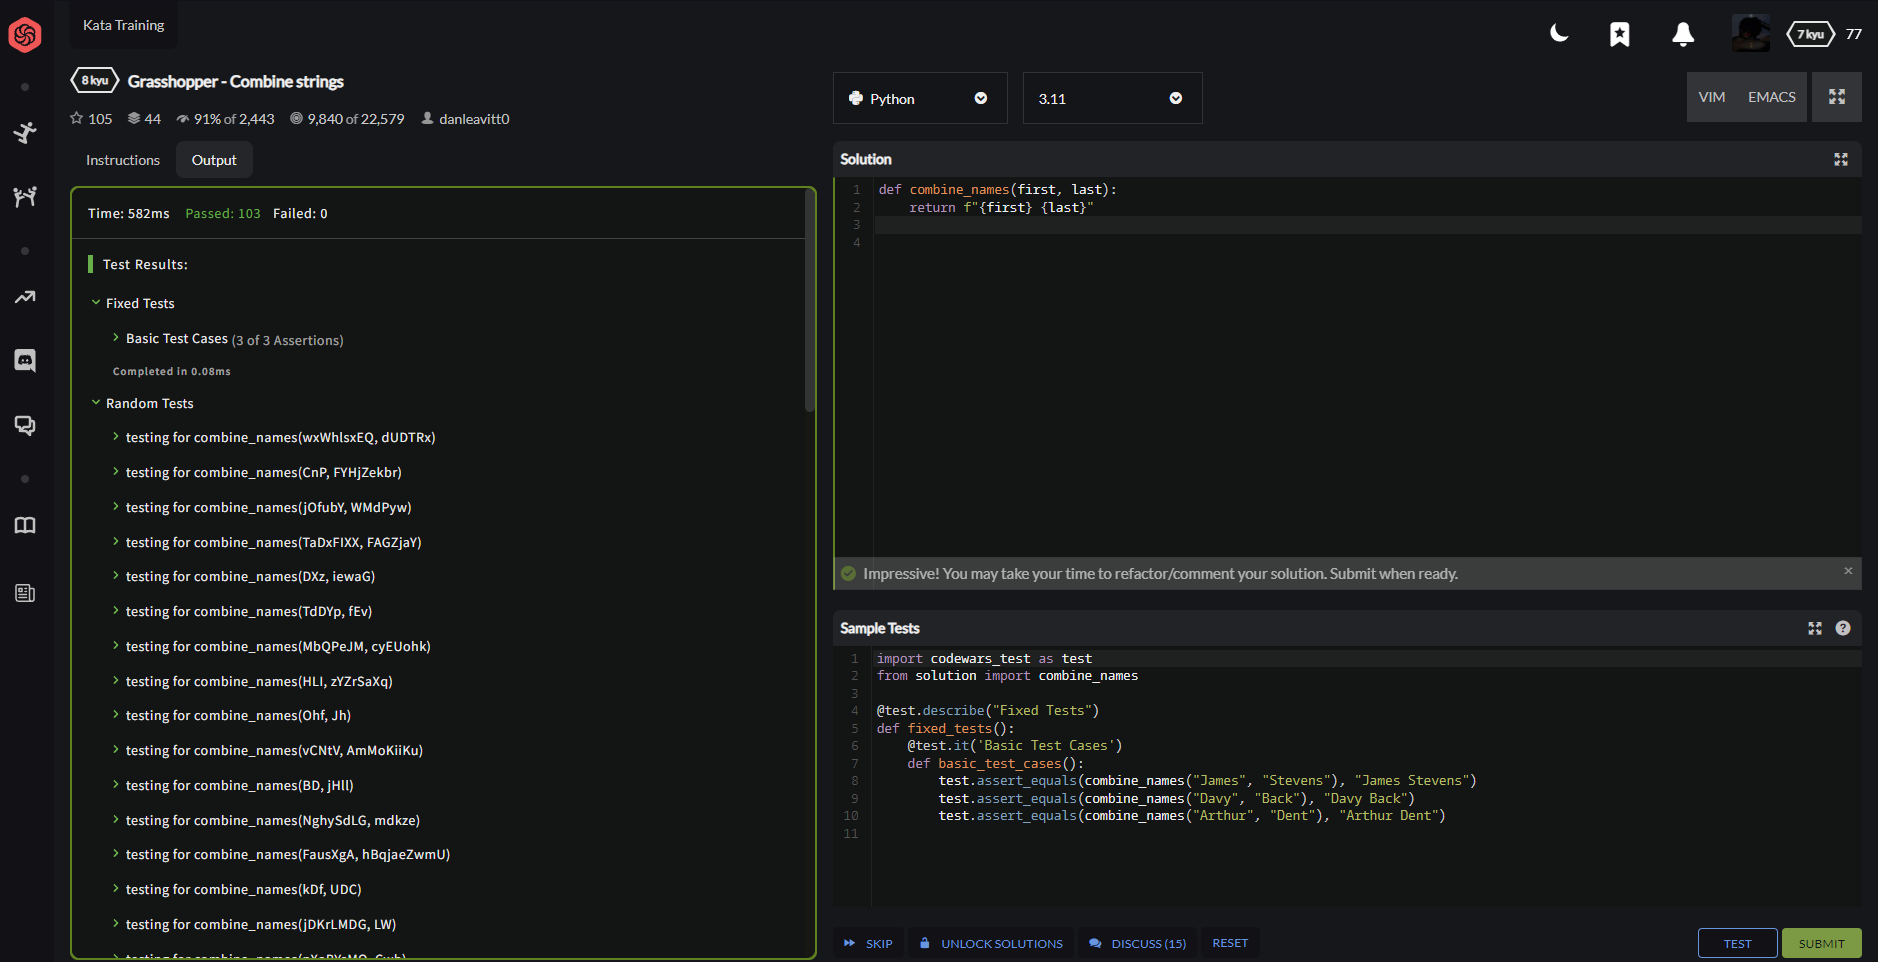 Kata Training
7 kyu 77
8 kyu Grasshopper - Combine strings
105 44 91% of 2,443 9,840 of 22,579 danleavitt0
Instructions Output
Time: 582ms Passed: 103 Failed: 0
Test Results:
Fixed Tests
Basic Test Cases (3 of 3 Assertions)
Completed in 0.08ms
Random Tests
testing for combine_names(wxWhlsxEQ, dUDTRx)
testing for combine_names(CnP, FYHjZekbr)
testing for combine_names(jOfubY, WMdPyw)
testing for combine_names(TaDxFIXX, FAGZjaY)
testing for combine_names(DXz, iewaG)
testing for combine_names(TdDYp, fEv)
testing for combine_names(MbQPeJM, cyEUohk)
testing for combine_names(HLI, zYZrSaXq)
testing for combine_names(Ohf, Jh)
testing for combine_names(vCNtV, AmMoKiiKu)
testing for combine_names(BD, jHll)
testing for combine_names(NghySdLG, mdkze)
testing for combine_names(FausXgA, hBqjaeZwmU)
testing for combine_names(kDf, UDC)
testing for combine_names(jDKrLMDG, LW)
Python 3.11 VIM EMACS
Solution
1 def combine_names(first, last):
2     return f"{first} {last}"
3
4
Impressive! You may take your time to refactor/comment your solution. Submit when ready. ×
Sample Tests ?
1 import codewars_test as test
2 from solution import combine_names
3
4 @test.describe("Fixed Tests")
5 def fixed_tests():
6     @test.it('Basic Test Cases')
7     def basic_test_cases():
8         test.assert_equals(combine_names("James", "Stevens"), "James Stevens")
9         test.assert_equals(combine_names("Davy", "Back"), "Davy Back")
10         test.assert_equals(combine_names("Arthur", "Dent"), "Arthur Dent")
11
SKIP UNLOCK SOLUTIONS DISCUSS (15) RESET TEST SUBMIT